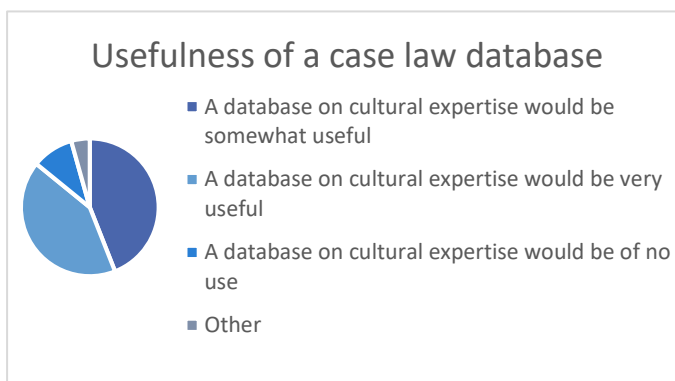 Usefulness of a case law database
A database on cultural expertise would be
somewhat useful
A database on cultural expertise would be very
useful
A database on cultural expertise would be of no
use
Other